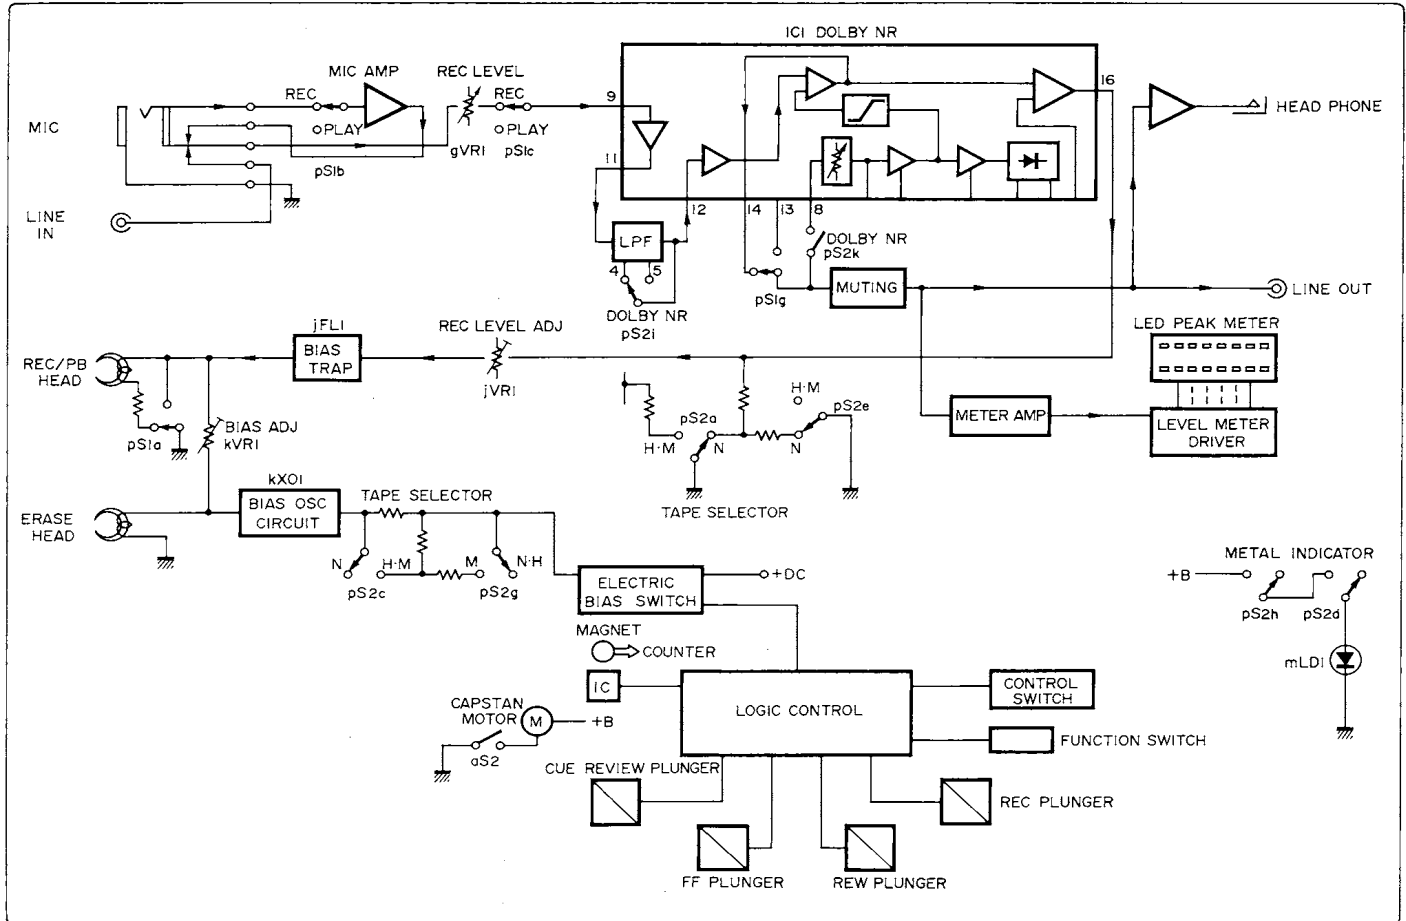 IC1 DOLBY NR
MIC AMP
REC LEVEL
REC
REC
9
16
HEAD PHONE
MIC
PLAY
PLAY
pS1b
gVR1
pS1c
11
LINE
IN
12
14
13
8
LPF
DOLBY NR
pS2k
4
5
pS1g
MUTING
LINE OUT
DOLBY NR
pS2i
jFL1
REC LEVEL ADJ
LED PEAK METER
REC/PB
HEAD
BIAS
TRAP
jVR1
H·M
pS2e
pS2a
METER AMP
LEVEL METER
DRIVER
pS1a
BIAS ADJ
kVR1
H·M
N
N
kX01
TAPE SELECTOR
TAPE SELECTOR
ERASE
HEAD
BIAS OSC
CIRCUIT
METAL INDICATOR
N
H·M
M
N·H
pS2c
pS2g
ELECTRIC
BIAS SWITCH
+DC
+B
pS2h
pS2d
MAGNET
COUNTER
mLD1
IC
CONTROL
SWITCH
CAPSTAN
MOTOR
M
+B
LOGIC CONTROL
FUNCTION SWITCH
aS2
CUE REVIEW PLUNGER
REC PLUNGER
FF PLUNGER
REW PLUNGER